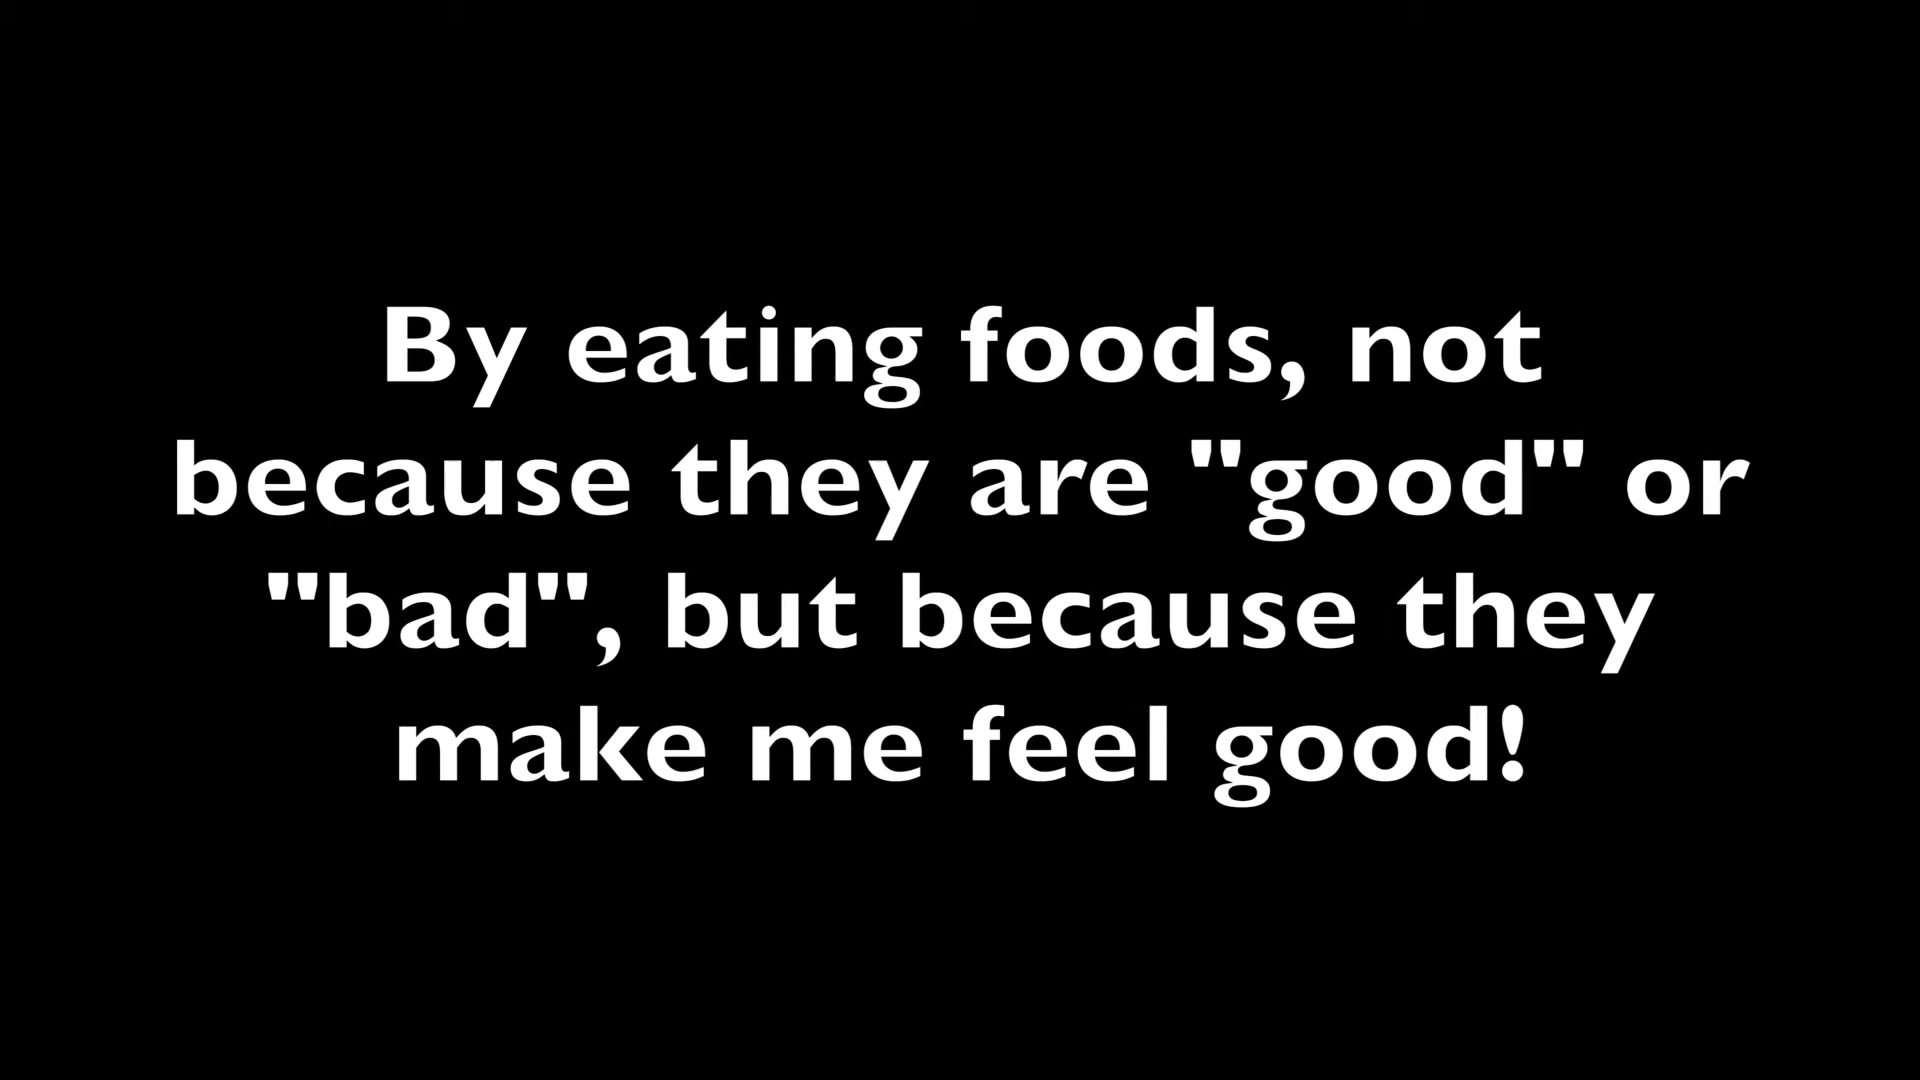 By eating foods, not
because they are "good" or
"bad", but because they
make me feel good!